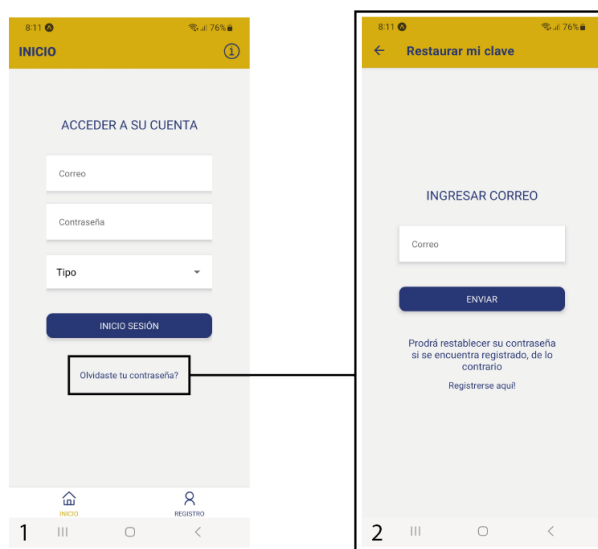 8:11
76%
INICIO
ACCEDER A SU CUENTA
Correo
Contraseña
Tipo
INICIO SESIÓN
Olvidaste tu contraseña?
INICIO
REGISTRO
1
8:11
76%
Restaurar mi clave
INGRESAR CORREO
Correo
ENVIAR
Prodrá restablecer su contraseña
si se encuentra registrado, de lo
contrario
Registrerse aqui!
2